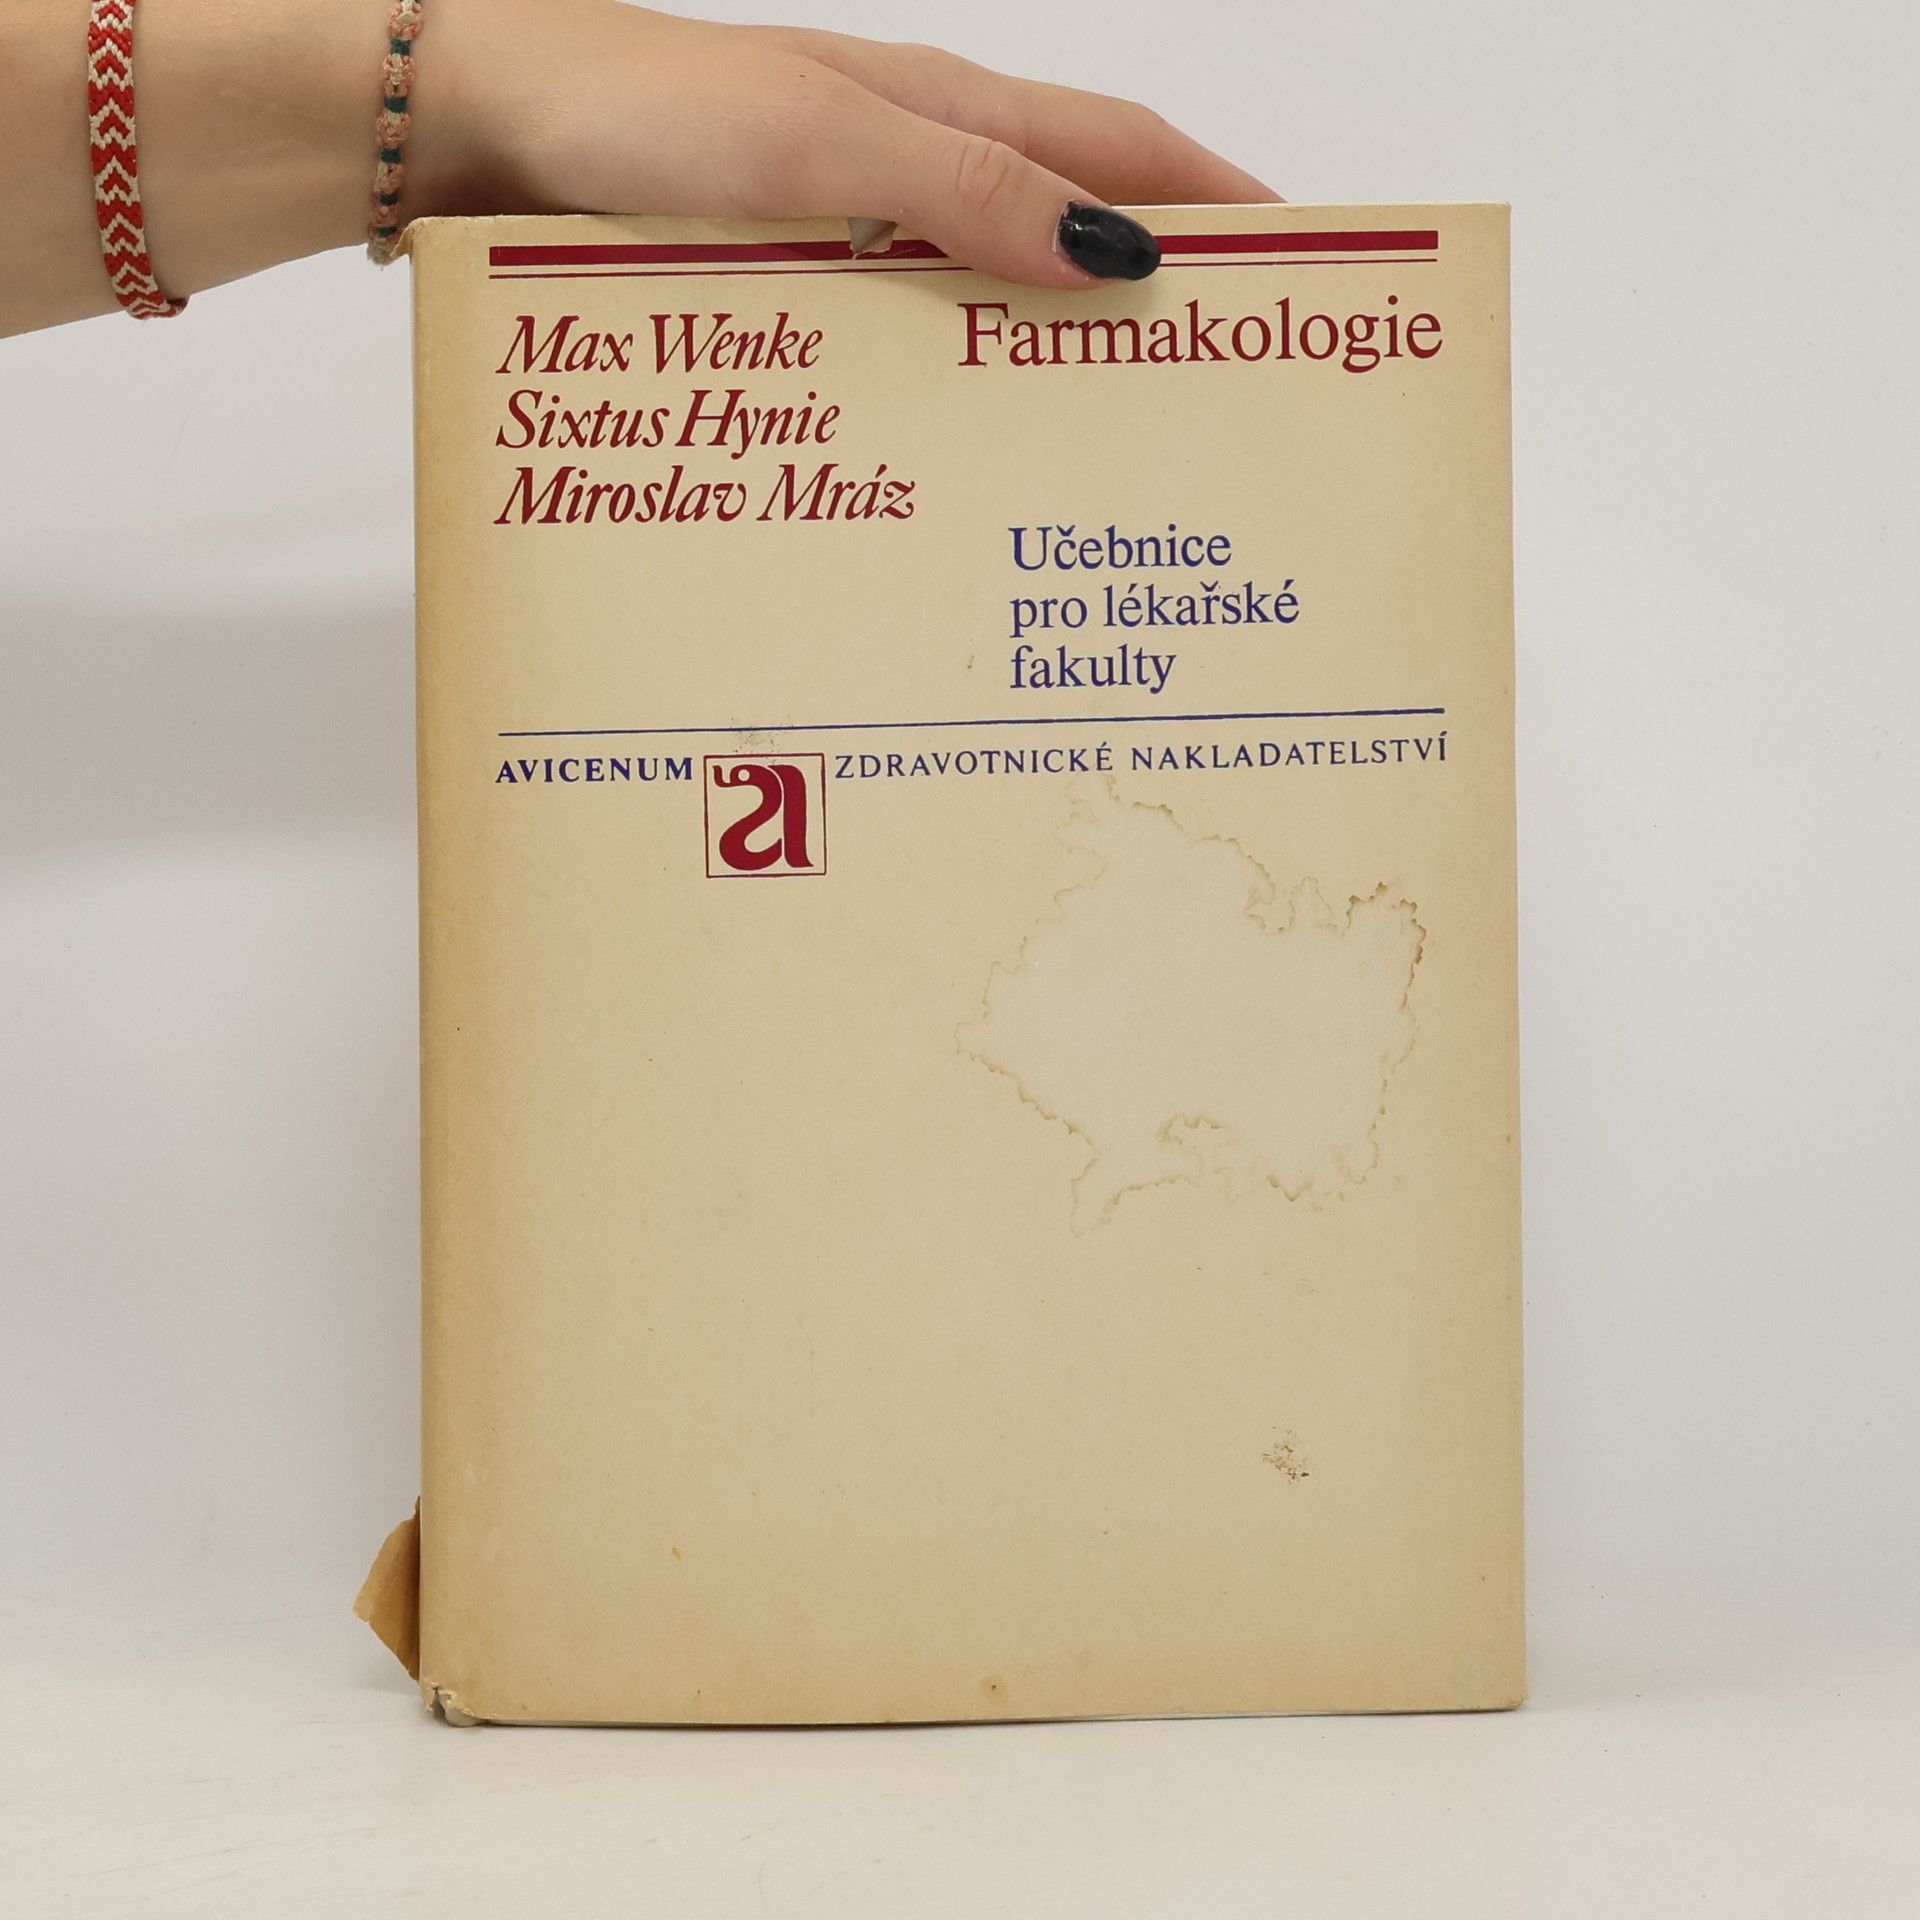 Max Wenke
Sixtus Hynie
Miroslav Mráz
Farmakologie
Učebnice
pro lékařské
fakulty
AVICENUM a ZDRAVOTNICKÉ NAKLADATELSTVÍ